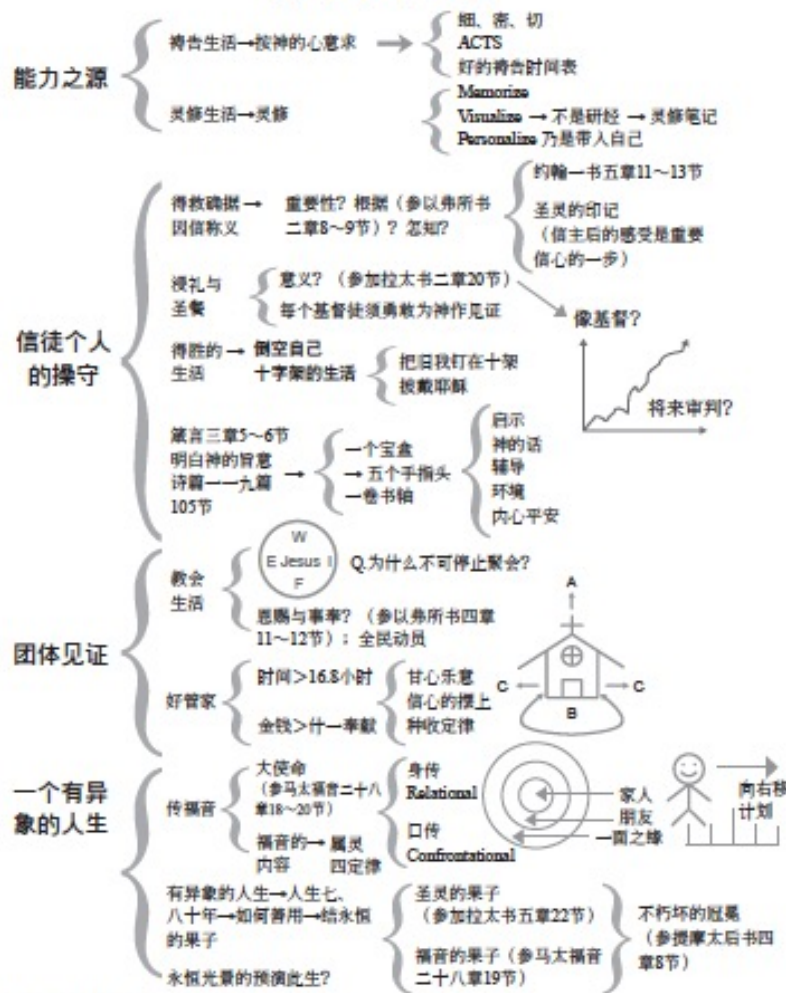 能力之源
祷告生活→按神的心意求 →
细、密、切
ACTS
好的祷告时间表
灵修生活→灵修
Memorize
Visualize → 不是研经 → 灵修笔记
Personalize 乃是带入自己
信徒个人
的操守
得救确据 →
因信称义
重要性？根据（参以弗所书
二章8～9节）？怎知？
约翰一书五章11～13节
圣灵的印记
（信主后的感受是重要
信心的一步）
浸礼与
圣餐
意义？（参加拉太书二章20节）
每个基督徒须勇敢为神作见证
像基督？
将来审判？
得胜的 → 倒空自己
生活 十字架的生活
把旧我钉在十架
披戴耶稣
箴言三章5～6节
明白神的旨意
诗篇一一九篇 →
105节
一个宝盒
→ 五个手指头
一卷书轴
启示
神的话
辅导
环境
内心平安
团体见证
教会
生活
W
E Jesus I
F
Q.为什么不可停止聚会？
恩赐与事奉？（参以弗所书四章
11～12节）；全民动员
好管家
时间>16.8小时
金钱>什一奉献
甘心乐意
信心的摆上
种收定律
A
C
C
B
一个有异
象的人生
传福音
大使命
（参马太福音二十八
章18～20节）
福音的→ 属灵
内容 四定律
身传
Relational
口传
Confrontational
家人
朋友
一面之缘
向右移
计划
有异象的人生→人生七、
八十年→如何善用→结永恒
的果子
圣灵的果子
（参加拉太书五章22节）
福音的果子（参马太福音
二十八章19节）
不朽坏的冠冕
（参提摩太后书四
章8节）
永恒光景的预演此生？